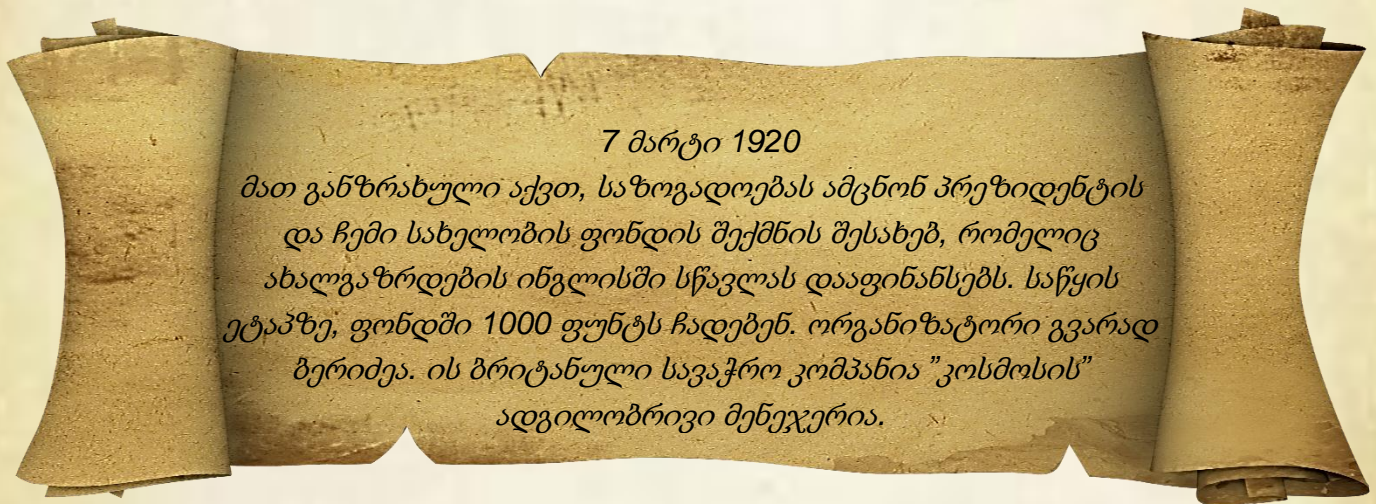 7 მარტი 1920
მათ განზრახული აქვთ, საზოგადოებას ამცნონ პრეზიდენტის
და ჩემი სახელობის ფონდის შექმნის შესახებ, რომელიც
ახალგაზრდების ინგლისში სწავლას დააფინანსებს. საწყის
ეტაპზე, ფონდში 1000 ფუნტს ჩადებენ. ორგანიზატორი გვარად
ბერიძეა. ის ბრიტანული სავაჭრო კომპანია ”კოსმოსის”
ადგილობრივი მენეჯერია.